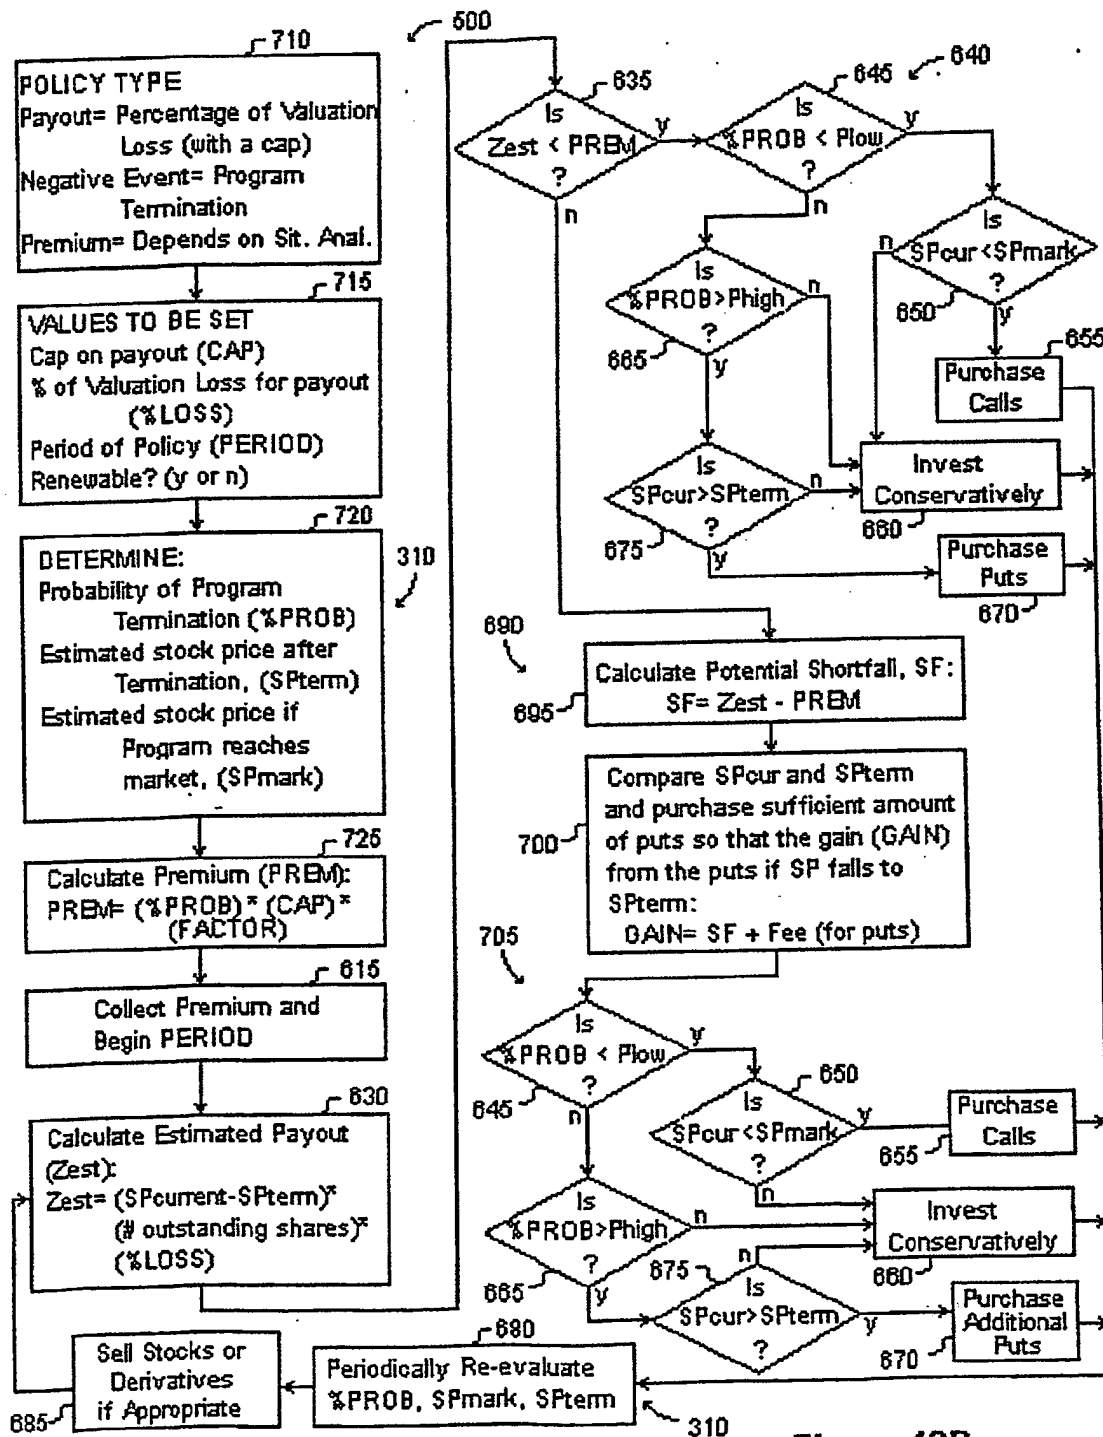 500
710
POLICY TYPE
Payout= Percentage of Valuation
Loss (with a cap)
Negative Event= Program
Termination
Premium= Depends on Sit. Anal.
715
VALUES TO BE SET
Cap on payout (CAP)
% of Valuation Loss for payout
(%LOSS)
Period of Policy (PERIOD)
Renewable? (y or n)
720
310
DETERMINE:
Probability of Program
Termination (%PROB)
Estimated stock price after
Termination, (SPterm)
Estimated stock price if
Program reaches
market, (SPmark)
725
Calculate Premium (PREM):
PREM= (%PROB)* (CAP)*
(FACTOR)
615
Collect Premium and
Begin PERIOD
630
Calculate Estimated Payout
(Zest):
Zest= (SPcurrent-SPterm)*
(# outstanding shares)*
(%LOSS)
635
Is
Zest < PREM
?
y
n
640
645
Is
%PROB < Plow
?
y
n
Is
SPcur<SPmark
?
n
y
650
655
Purchase
Calls
Is
%PROB>Phigh
?
n
y
665
Is
SPcur>SPterm
?
n
y
675
Invest
Conservatively
660
Purchase
Puts
670
690
Calculate Potential Shortfall, SF:
SF= Zest - PREM
695
Compare SPcur and SPterm
and purchase sufficient amount
of puts so that the gain (GAIN)
from the puts if SP falls to
SPterm:
GAIN= SF + Fee (for puts)
700
705
Is
%PROB < Plow
?
y
n
645
650
Is
SPcur<SPmark
?
y
n
Purchase
Calls
655
Is
%PROB>Phigh
?
n
y
665
Invest
Conservatively
660
675
Is
SPcur>SPterm
?
n
y
Purchase
Additional
Puts
670
680
Periodically Re-evaluate
%PROB, SPmark, SPterm
310
Sell Stocks or
Derivatives
if Appropriate
685